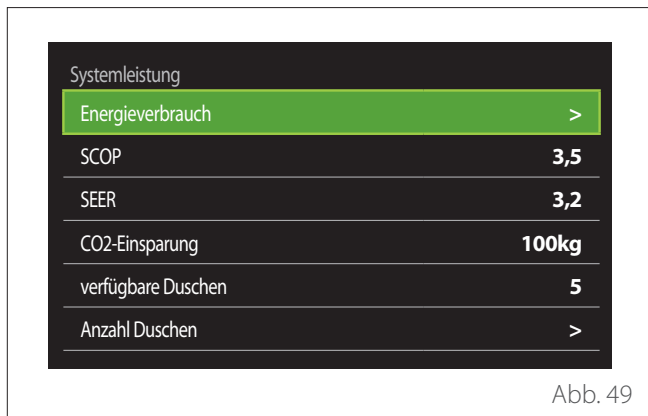 Systemleistung
Energieverbrauch >
SCOP 3,5
SEER 3,2
CO2-Einsparung 100kg
verfügbare Duschen 5
Anzahl Duschen >
Abb. 49